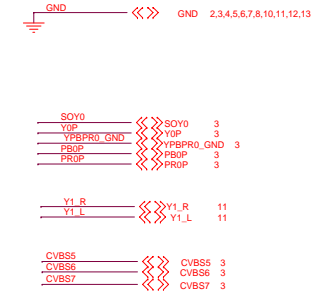 GND GND 2,3,4,5,6,7,8,10,11,12,13
SOY0 SOY0 3
Y0P Y0P 3
YPBPR0_GND YPBPR0_GND 3
PB0P PB0P 3
PR0P PR0P 3
Y1_R Y1_R 11
Y1_L Y1_L 11
CVBS5 CVBS5 3
CVBS6 CVBS6 3
CVBS7 CVBS7 3